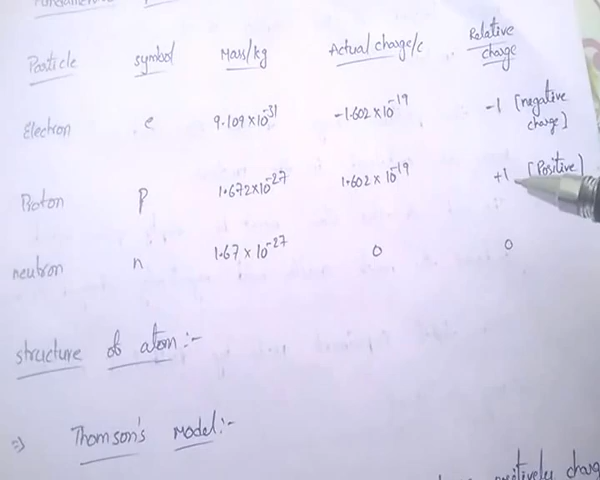 Particle symbol Mass/kg Actual charge/c Relative charge
Electron e 9.109 x 10^-31 -1.602 x 10^-19 -1 [negative charge]
Proton p 1.672 x 10^-27 1.602 x 10^-19 +1 [Positive]
neutron n 1.67 x 10^-27 0 0
structure of atom:-
=> Thomson's Model:-
positively